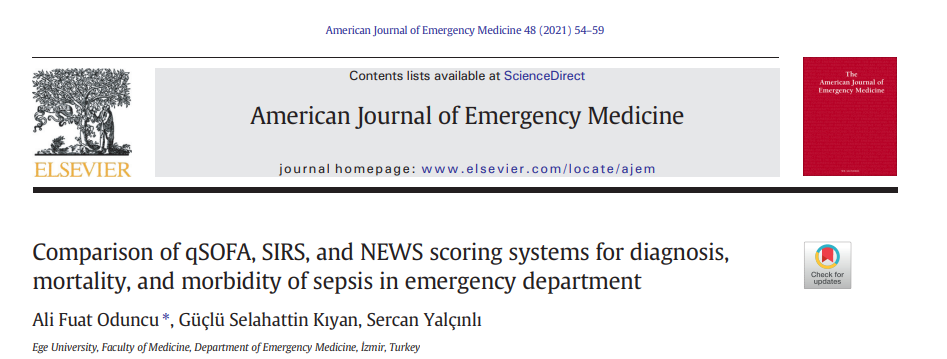 American Journal of Emergency Medicine 48 (2021) 54–59
Contents lists available at ScienceDirect
American Journal of Emergency Medicine
journal homepage: www.elsevier.com/locate/ajem
ELSEVIER
The
American Journal of
Emergency Medicine
Comparison of qSOFA, SIRS, and NEWS scoring systems for diagnosis,
mortality, and morbidity of sepsis in emergency department
Check for
updates
Ali Fuat Oduncu *, Güçlü Selahattin Kıyan, Sercan Yalçınlı
Ege University, Faculty of Medicine, Department of Emergency Medicine, İzmir, Turkey